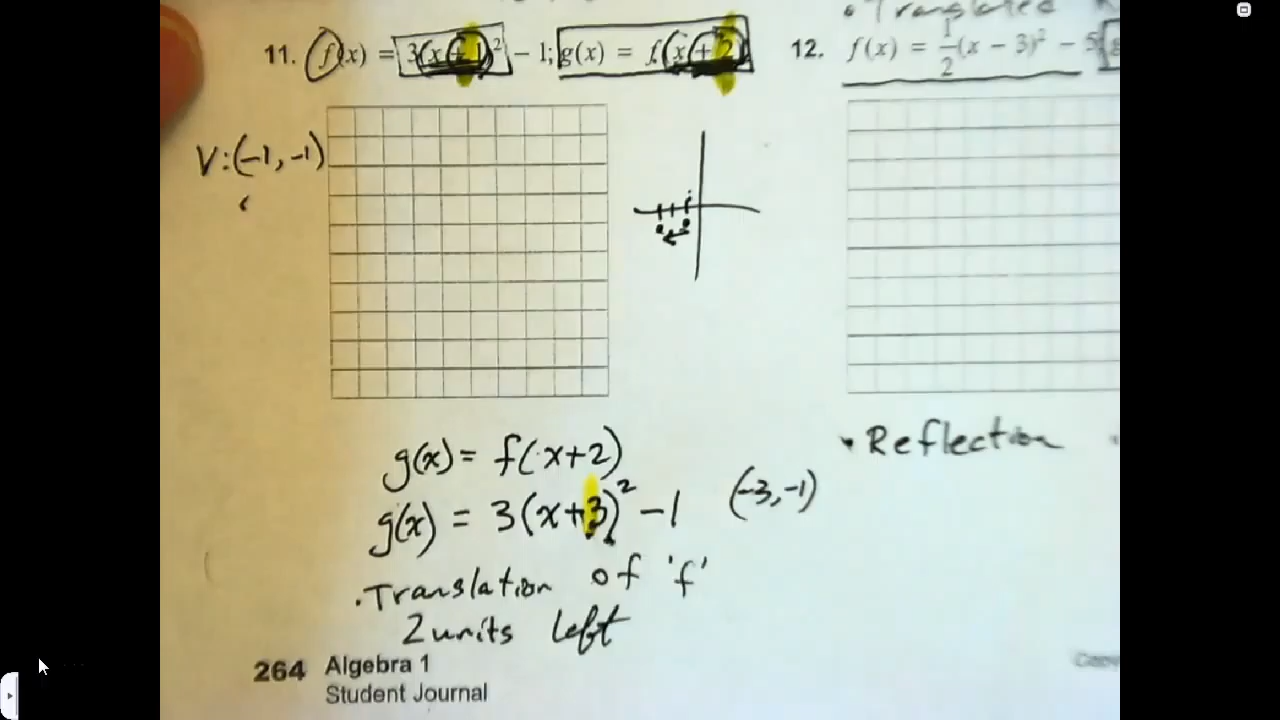 • Translated
11. f(x) = 3(x + 1)² – 1; g(x) = f(x + 2)
12. f(x) = 1/2(x – 3)² – 5
V:(-1, -1)
g(x) = f(x+2)
• Reflection
g(x) = 3(x+3)² -1 (-3, -1)
• Translation of 'f'
2 units left
264 Algebra 1
Student Journal